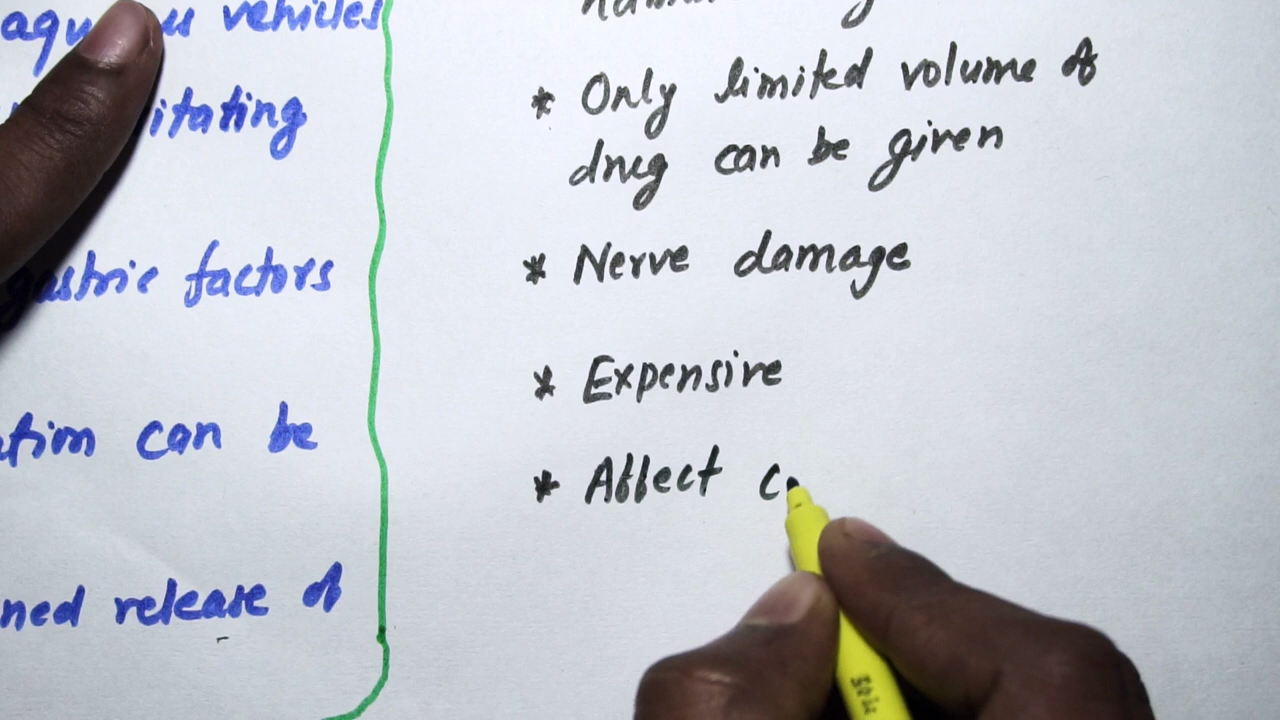 vehicles
itating
gastric factors
can be
release of
* Only limited volume of
drug can be given
* Nerve damage
* Expensive
* Affect c